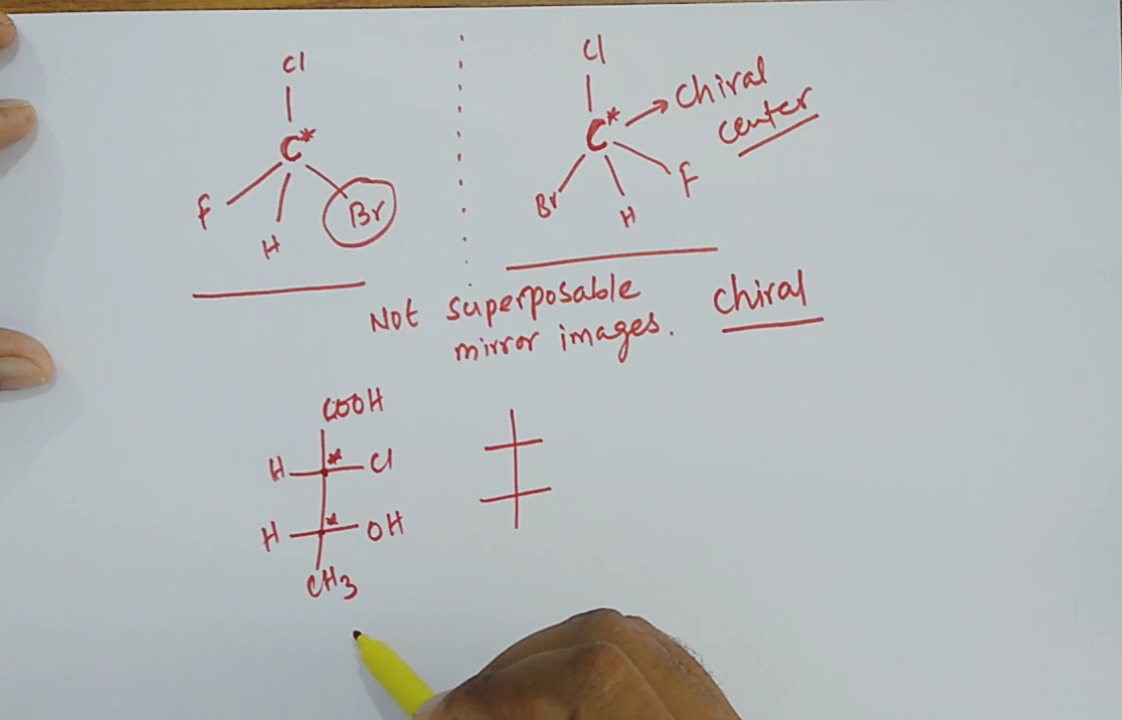 Cl
C*
F
H
Br
Cl
C* → Chiral
center
Br
H
F
Not superposable
mirror images.
Chiral
COOH
H * Cl
H * OH
CH3